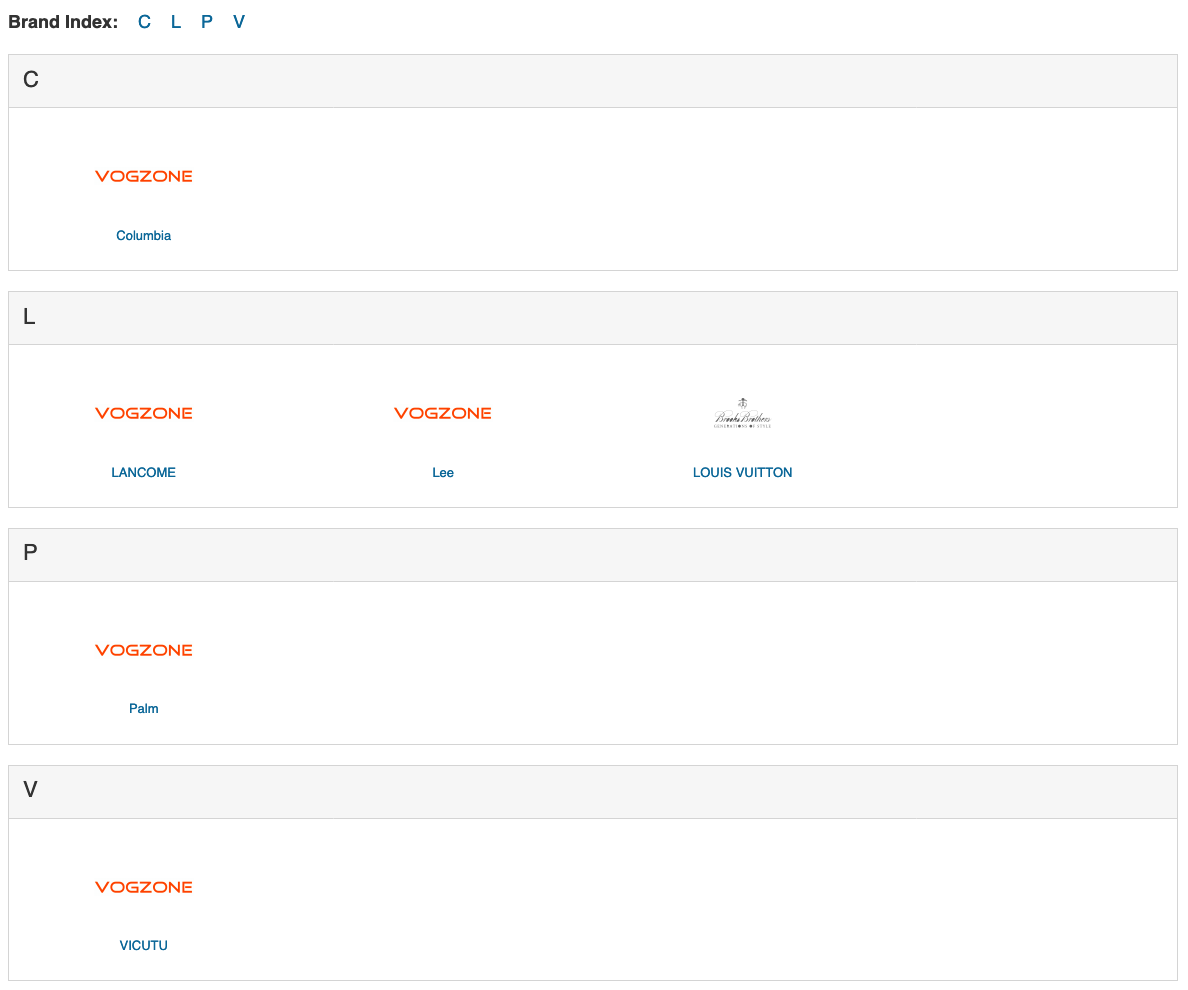 Brand Index: C L P V
C
VOGZONE
Columbia
L
VOGZONE VOGZONE Brooks Brothers
GENERATIONS OF STYLE
LANCOME Lee LOUIS VUITTON
P
VOGZONE
Palm
V
VOGZONE
VICUTU